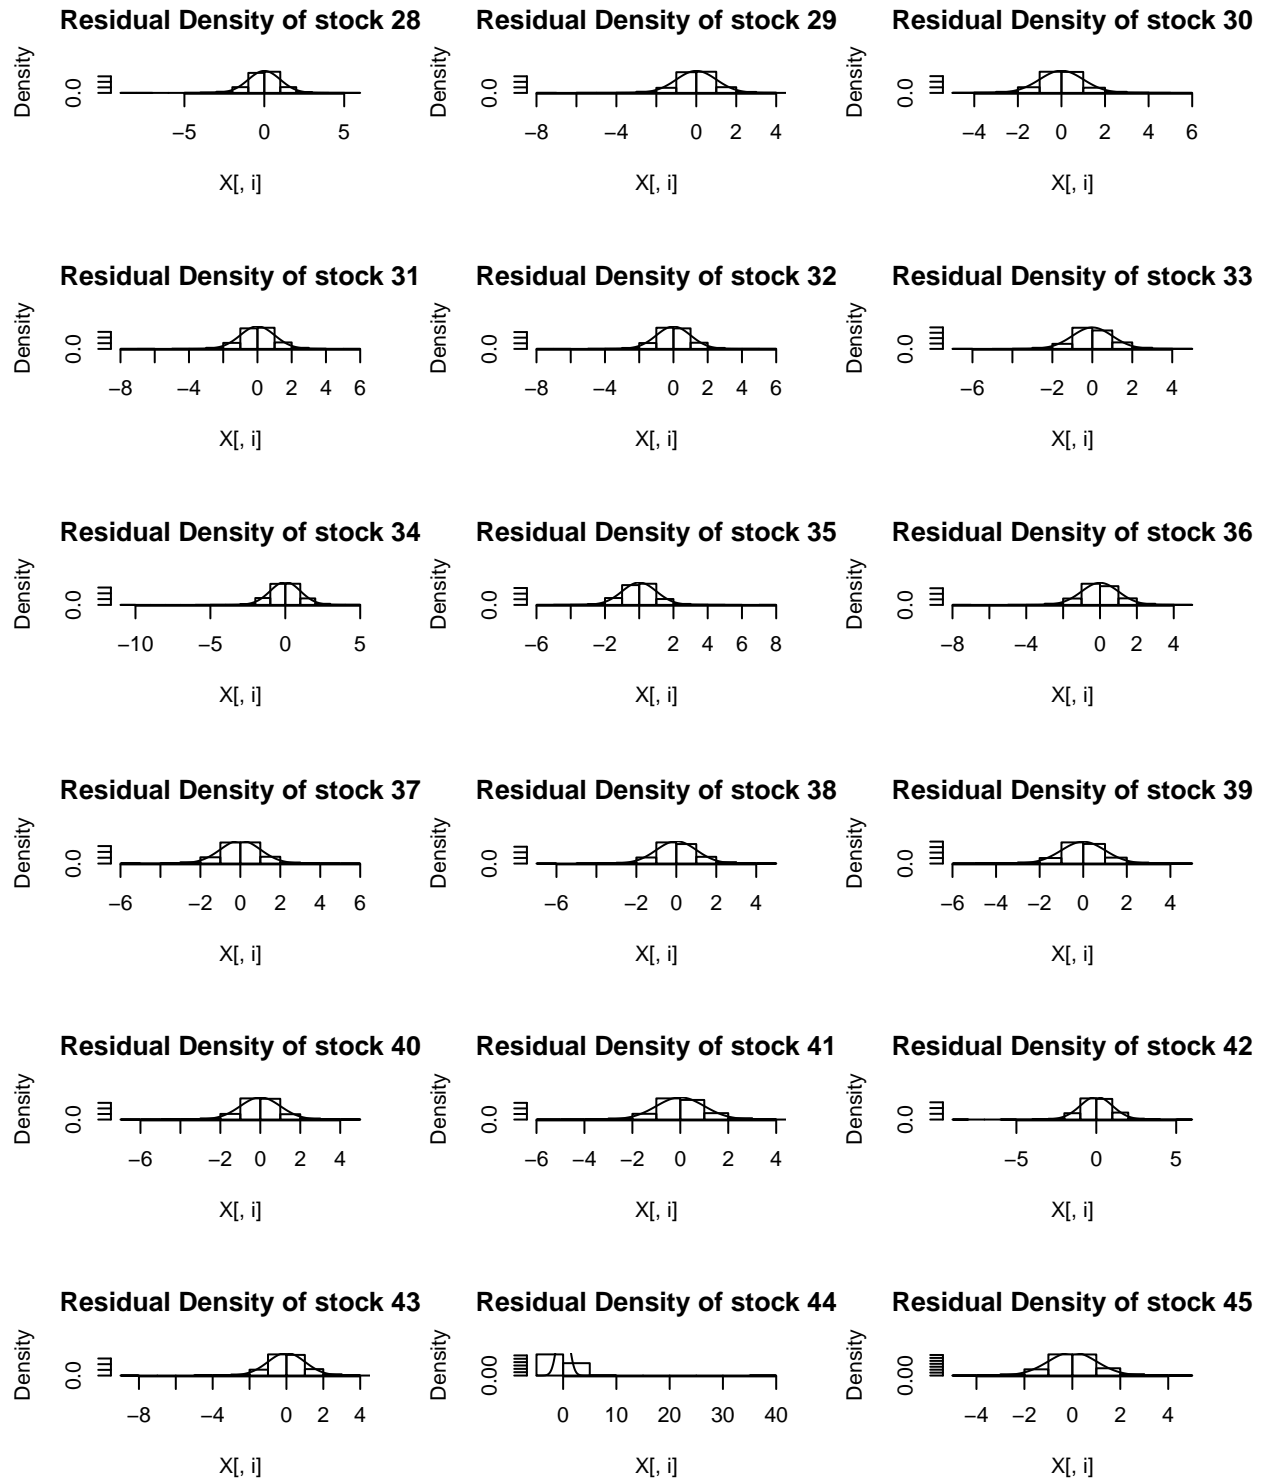 Residual Density of stock 28 Residual Density of stock 29 Residual Density of stock 30
Density 0.0 Density 0.0 Density 0.0
−5 0 5 −8 −4 0 2 4 −4 −2 0 2 4 6
X[, i] X[, i] X[, i]
Residual Density of stock 31 Residual Density of stock 32 Residual Density of stock 33
Density 0.0 Density 0.0 Density 0.0
−8 −4 0 2 4 6 −8 −4 0 2 4 6 −6 −2 0 2 4
X[, i] X[, i] X[, i]
Residual Density of stock 34 Residual Density of stock 35 Residual Density of stock 36
Density 0.0 Density 0.0 Density 0.0
−10 −5 0 5 −6 −2 2 4 6 8 −8 −4 0 2 4
X[, i] X[, i] X[, i]
Residual Density of stock 37 Residual Density of stock 38 Residual Density of stock 39
Density 0.0 Density 0.0 Density 0.0
−6 −2 0 2 4 6 −6 −2 0 2 4 −6 −4 −2 0 2 4
X[, i] X[, i] X[, i]
Residual Density of stock 40 Residual Density of stock 41 Residual Density of stock 42
Density 0.0 Density 0.0 Density 0.0
−6 −2 0 2 4 −6 −4 −2 0 2 4 −5 0 5
X[, i] X[, i] X[, i]
Residual Density of stock 43 Residual Density of stock 44 Residual Density of stock 45
Density 0.0 Density 0.00 Density 0.00
−8 −4 0 2 4 0 10 20 30 40 −4 −2 0 2 4
X[, i] X[, i] X[, i]